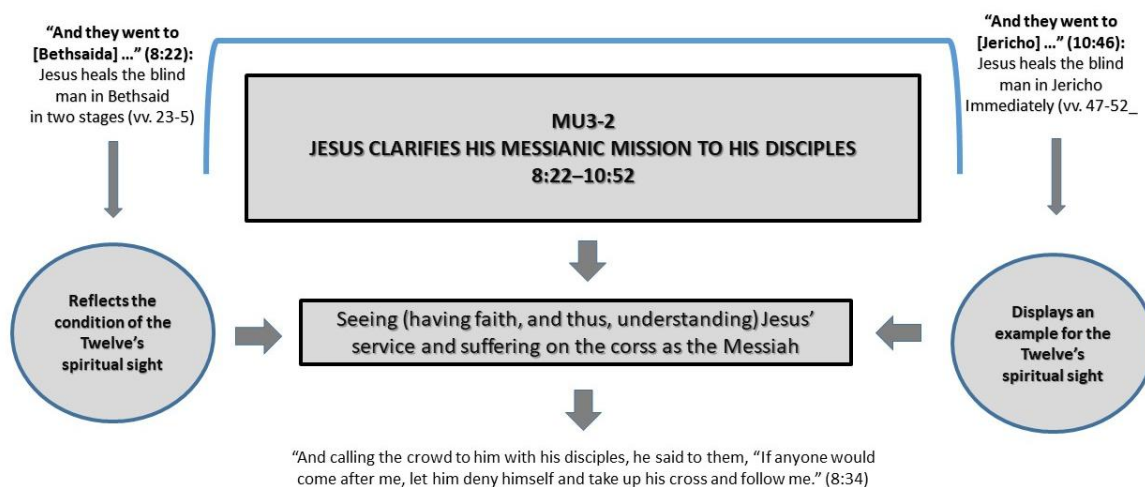 “And they went to
[Bethsaida] ...” (8:22):
Jesus heals the blind
man in Bethsaid
in two stages (vv. 23-5)
“And they went to
[Jericho] ...” (10:46):
Jesus heals the blind
man in Jericho
Immediately (vv. 47-52_
MU3-2
JESUS CLARIFIES HIS MESSIANIC MISSION TO HIS DISCIPLES
8:22–10:52
Reflects the
condition of the
Twelve’s
spiritual sight
Seeing (having faith, and thus, understanding) Jesus’
service and suffering on the corss as the Messiah
Displays an
example for the
Twelve’s
spiritual sight
“And calling the crowd to him with his disciples, he said to them, “If anyone would
come after me, let him deny himself and take up his cross and follow me.” (8:34)